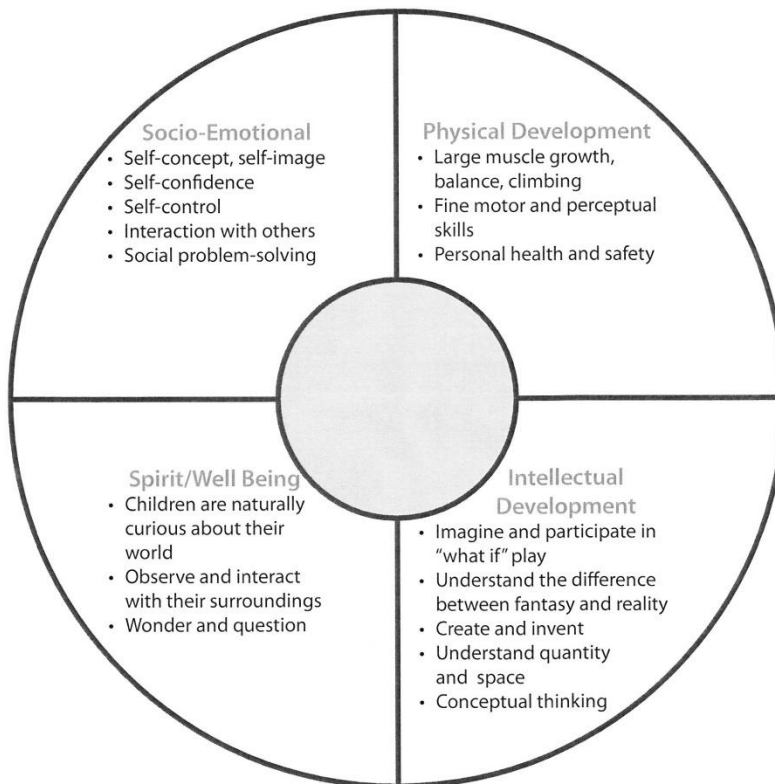 Socio-Emotional
• Self-concept, self-image
• Self-confidence
• Self-control
• Interaction with others
• Social problem-solving
Physical Development
• Large muscle growth,
balance, climbing
• Fine motor and perceptual
skills
• Personal health and safety
Spirit/Well Being
• Children are naturally
curious about their
world
• Observe and interact
with their surroundings
• Wonder and question
Intellectual
Development
• Imagine and participate in
“what if” play
• Understand the difference
between fantasy and reality
• Create and invent
• Understand quantity
and space
• Conceptual thinking